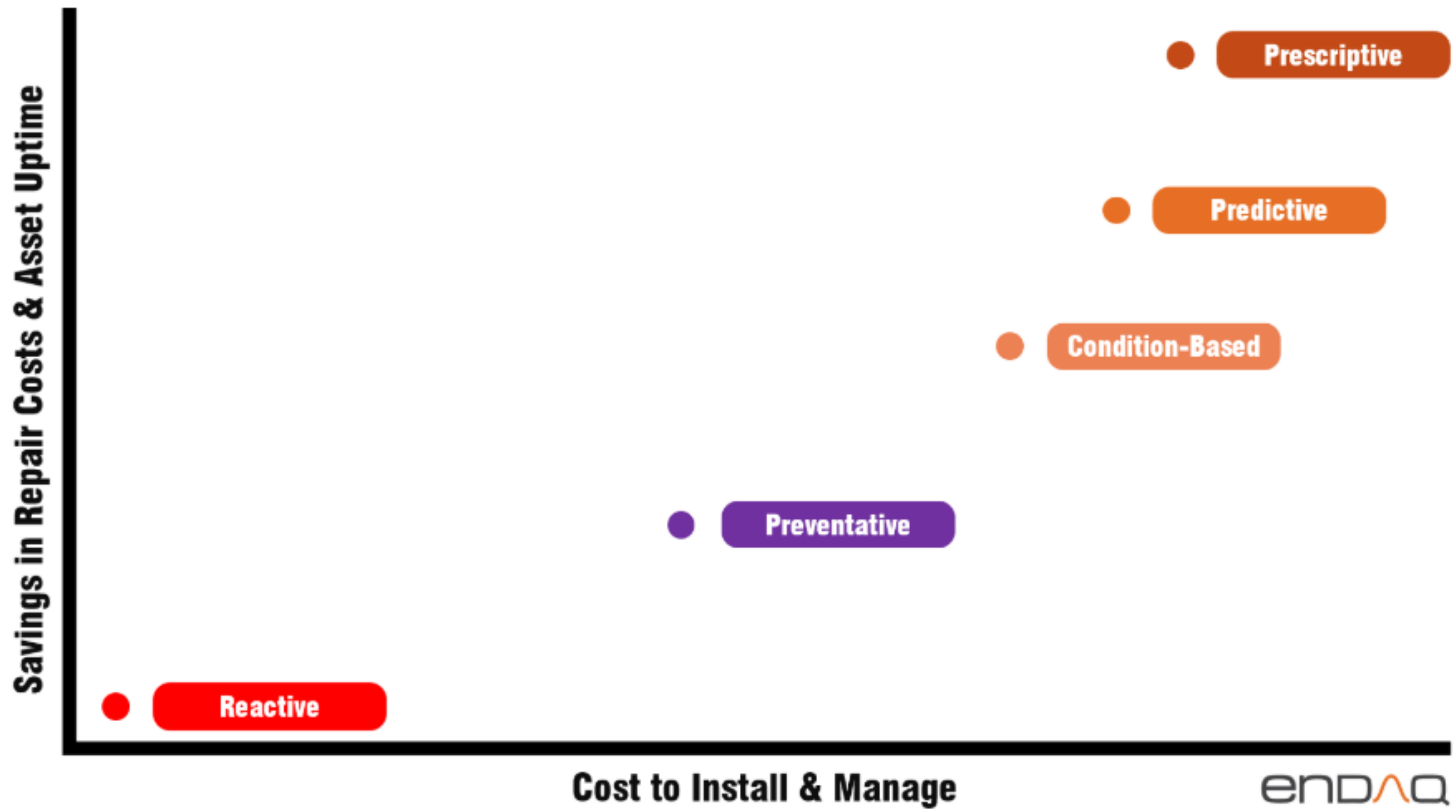 Savings in Repair Costs & Asset Uptime
Prescriptive
Predictive
Condition-Based
Preventative
Reactive
Cost to Install & Manage
enDAQ